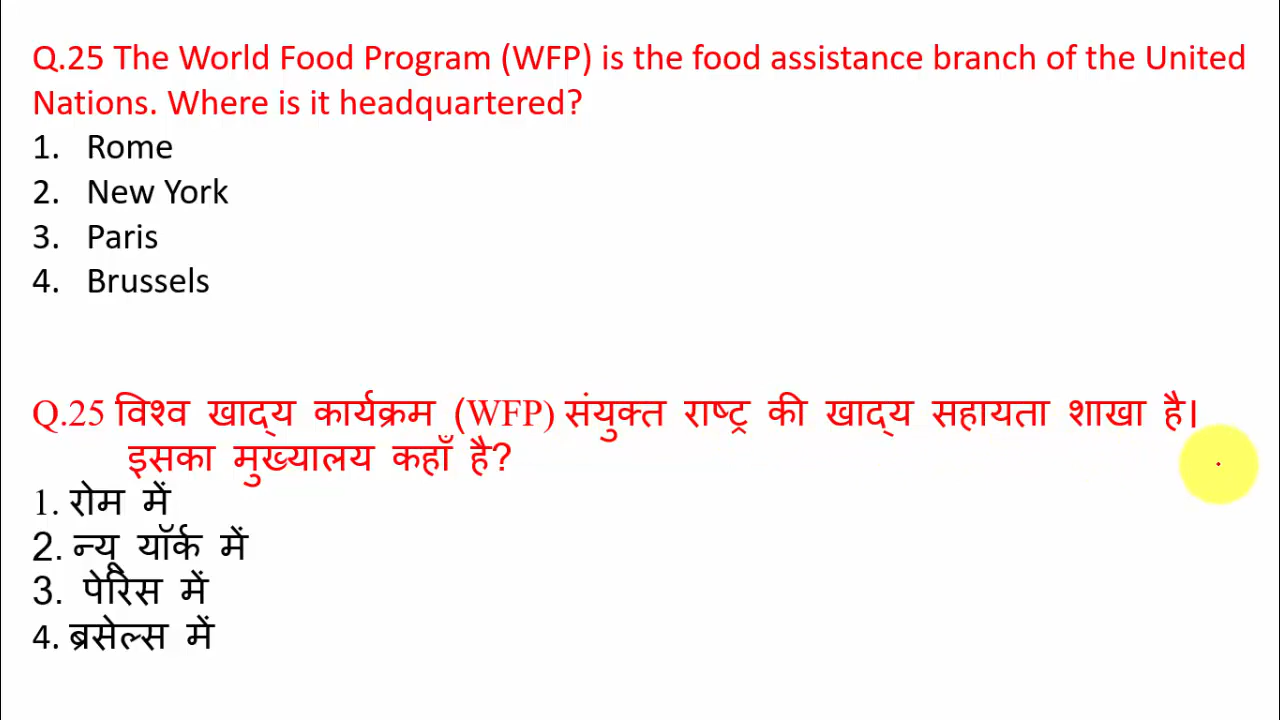 Q.25 The World Food Program (WFP) is the food assistance branch of the United
Nations. Where is it headquartered?
1. Rome
2. New York
3. Paris
4. Brussels
Q.25 विश्व खाद्य कार्यक्रम (WFP) संयुक्त राष्ट्र की खाद्य सहायता शाखा है।
इसका मुख्यालय कहाँ है?
1. रोम में
2. न्यू यॉर्क में
3. पेरिस में
4. ब्रसेल्स में